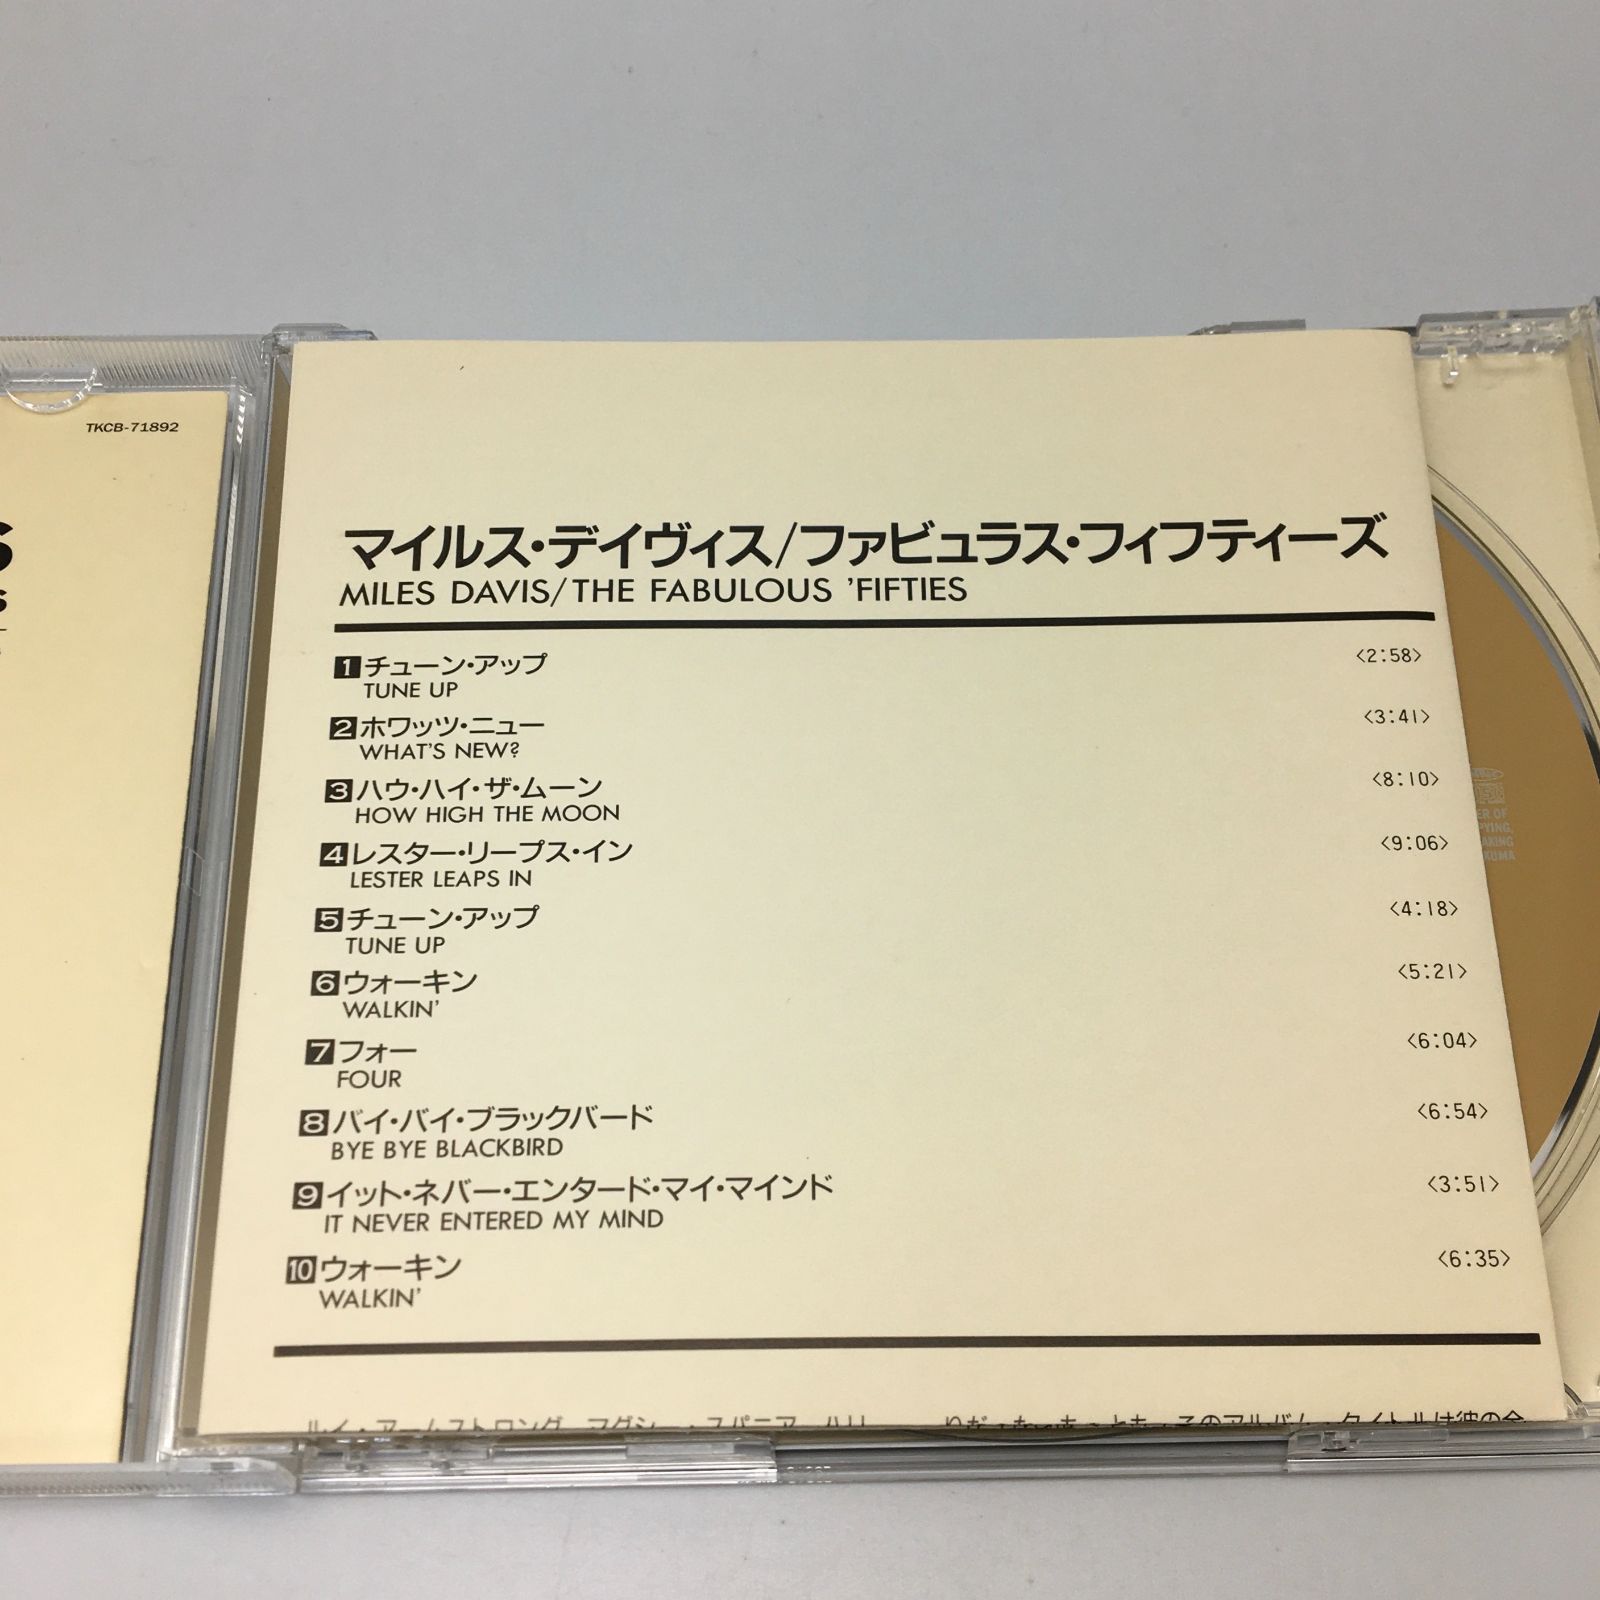 TKCB-71892
マイルス・デイヴィス/ファビュラス・フィフティーズ
MILES DAVIS/THE FABULOUS 'FIFTIES
1 チューン・アップ <2:58>
TUNE UP
2 ホワッツ・ニュー <3:41>
WHAT'S NEW?
3 ハウ・ハイ・ザ・ムーン <8:10>
HOW HIGH THE MOON
4 レスター・リープス・イン <9:06>
LESTER LEAPS IN
5 チューン・アップ <4:18>
TUNE UP
6 ウォーキン <5:21>
WALKIN'
7 フォー <6:04>
FOUR
8 バイ・バイ・ブラックバード <6:54>
BYE BYE BLACKBIRD
9 イット・ネバー・エンタード・マイ・マインド <3:51>
IT NEVER ENTERED MY MIND
10 ウォーキン <6:35>
WALKIN'